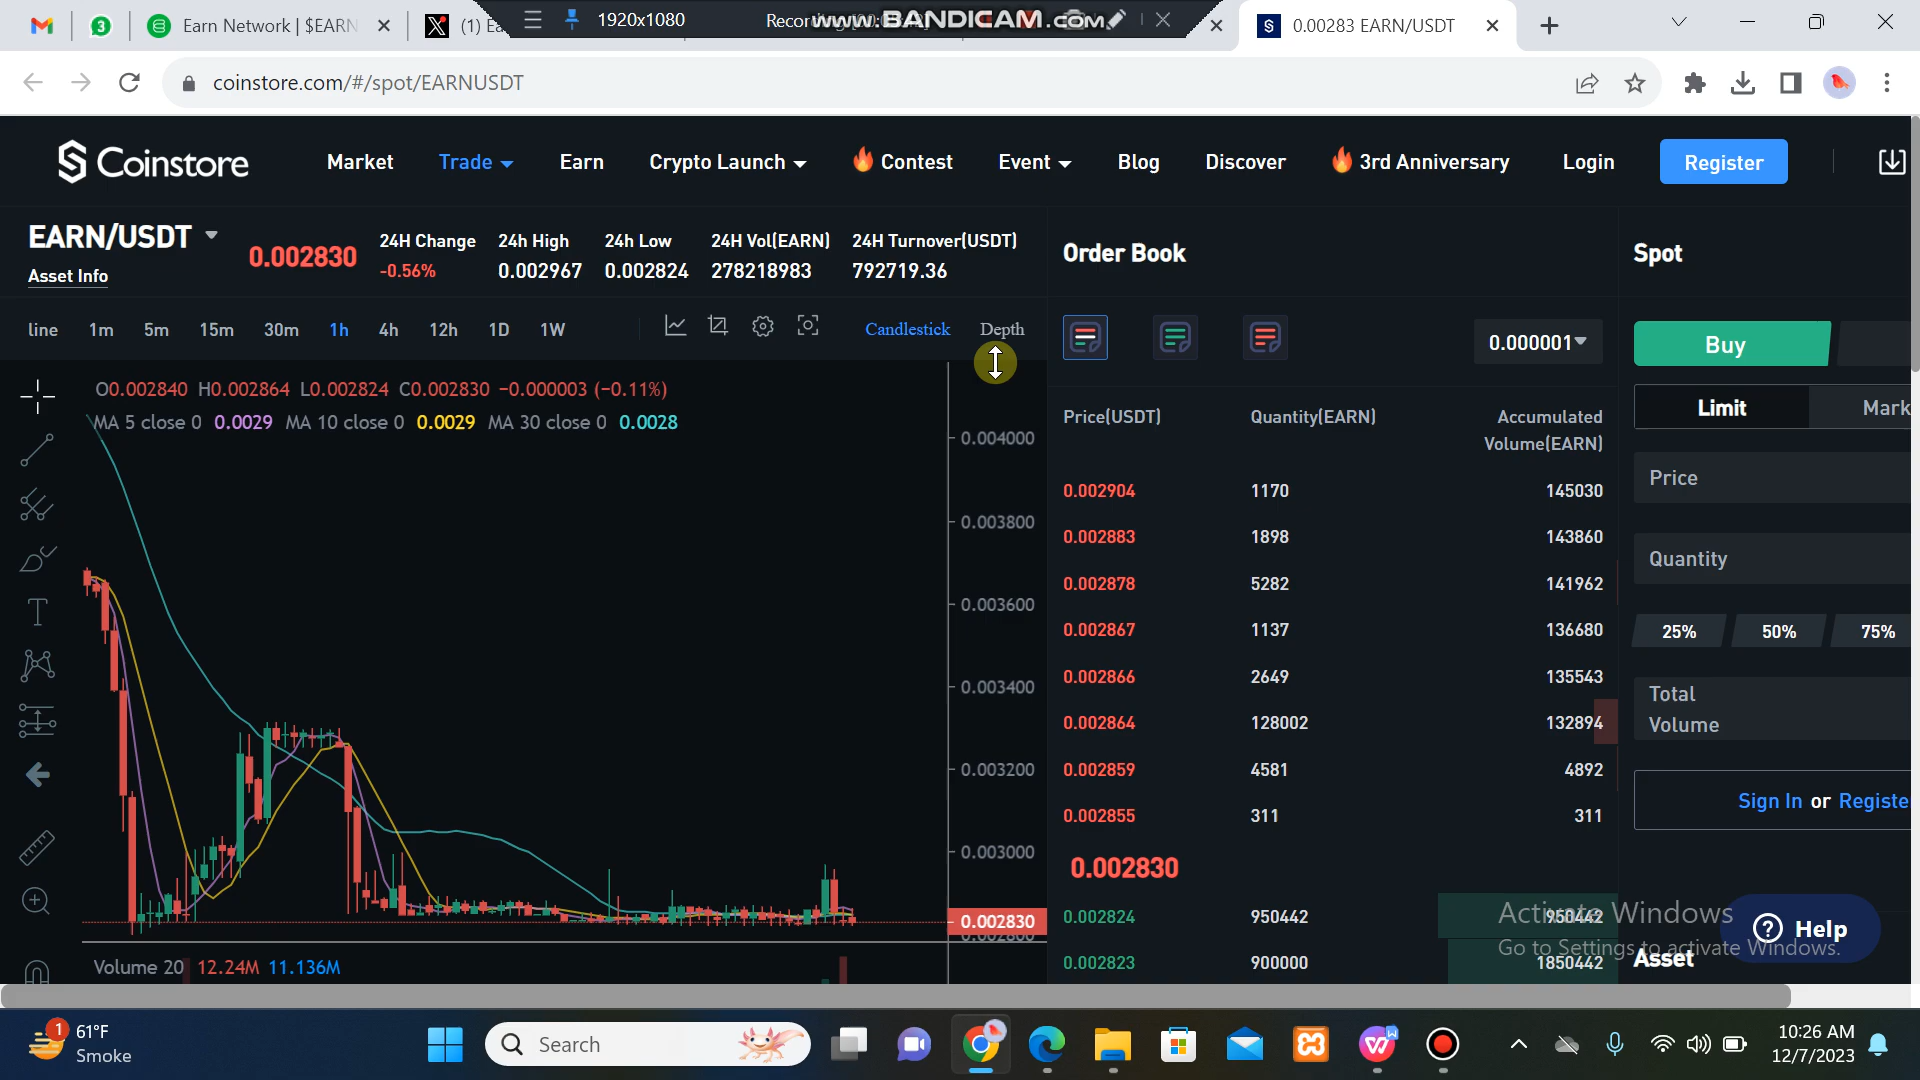 3
Earn Network | $EARN
(1) Ea
1920x1080
Recor
www.BANDICAM.com
0.00283 EARN/USDT
coinstore.com/#/spot/EARNUSDT
Coinstore
Market
Trade
Earn
Crypto Launch
Contest
Event
Blog
Discover
3rd Anniversary
Login
Register
EARN/USDT
Asset Info
0.002830
24H Change
-0.56%
24h High
0.002967
24h Low
0.002824
24H Vol(EARN)
278218983
24H Turnover(USDT)
792719.36
line 1m 5m 15m 30m 1h 4h 12h 1D 1W
Candlestick Depth
O0.002840 H0.002864 L0.002824 C0.002830 −0.000003 (−0.11%)
MA 5 close 0 0.0029 MA 10 close 0 0.0029 MA 30 close 0 0.0028
0.004000
0.003800
0.003600
0.003400
0.003200
0.003000
0.002830
0.002800
Volume 20 12.24M 11.136M
Order Book
0.000001
Price(USDT) Quantity(EARN) Accumulated
Volume(EARN)
0.002904 1170 145030
0.002883 1898 143860
0.002878 5282 141962
0.002867 1137 136680
0.002866 2649 135543
0.002864 128002 132894
0.002859 4581 4892
0.002855 311 311
0.002830
0.002824 950442 950442
0.002823 900000 1850442
Spot
Buy
Limit Mark
Price
Quantity
25% 50% 75%
Total
Volume
Sign In or Registe
Activate Windows
Go to Settings to activate Windows.
Help
Asset
1
61°F
Smoke
Search
10:26 AM
12/7/2023